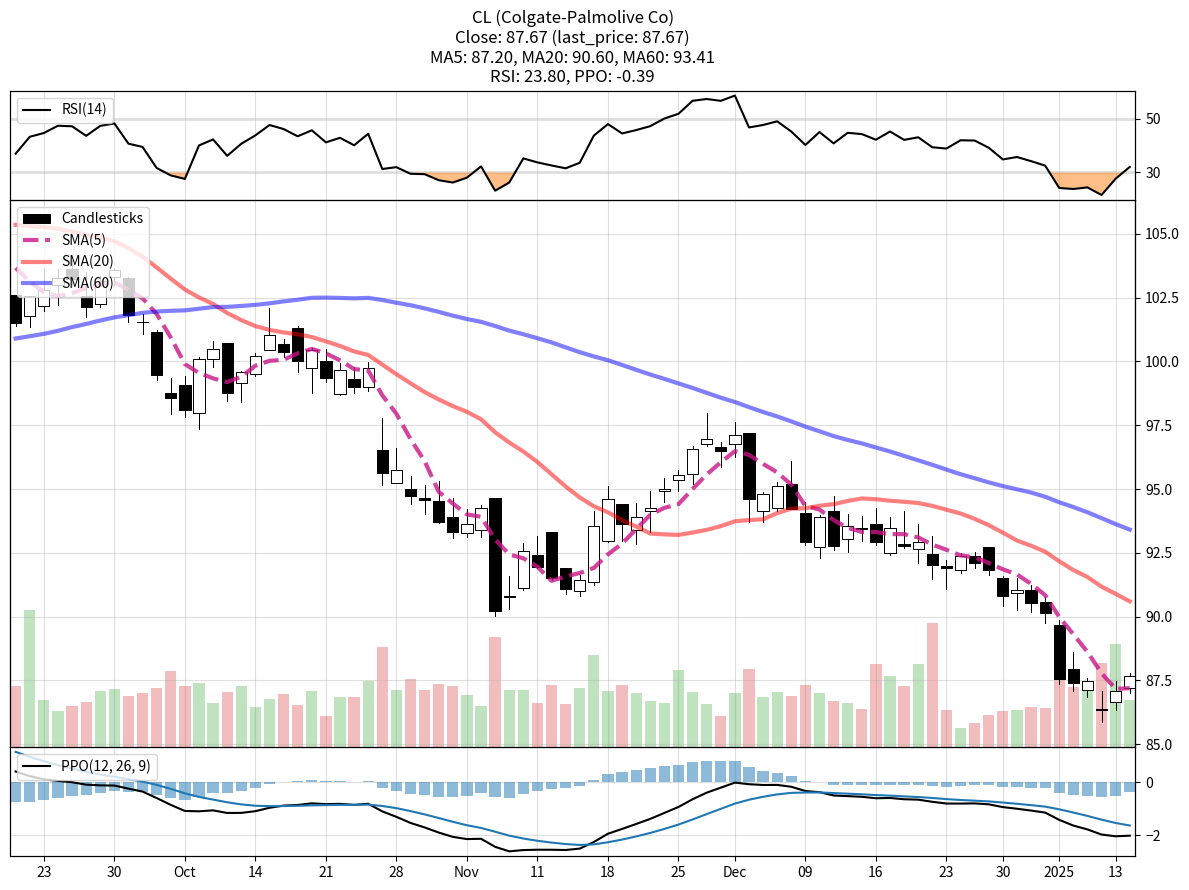 CL (Colgate-Palmolive Co)
Close: 87.67 (last_price: 87.67)
MA5: 87.20, MA20: 90.60, MA60: 93.41
RSI: 23.80, PPO: -0.39
RSI(14)
50
30
Candlesticks
SMA(5)
SMA(20)
SMA(60)
105.0
102.5
100.0
97.5
95.0
92.5
90.0
87.5
85.0
PPO(12, 26, 9)
0
−2
23 30 Oct 14 21 28 Nov 11 18 25 Dec 09 16 23 30 2025 13